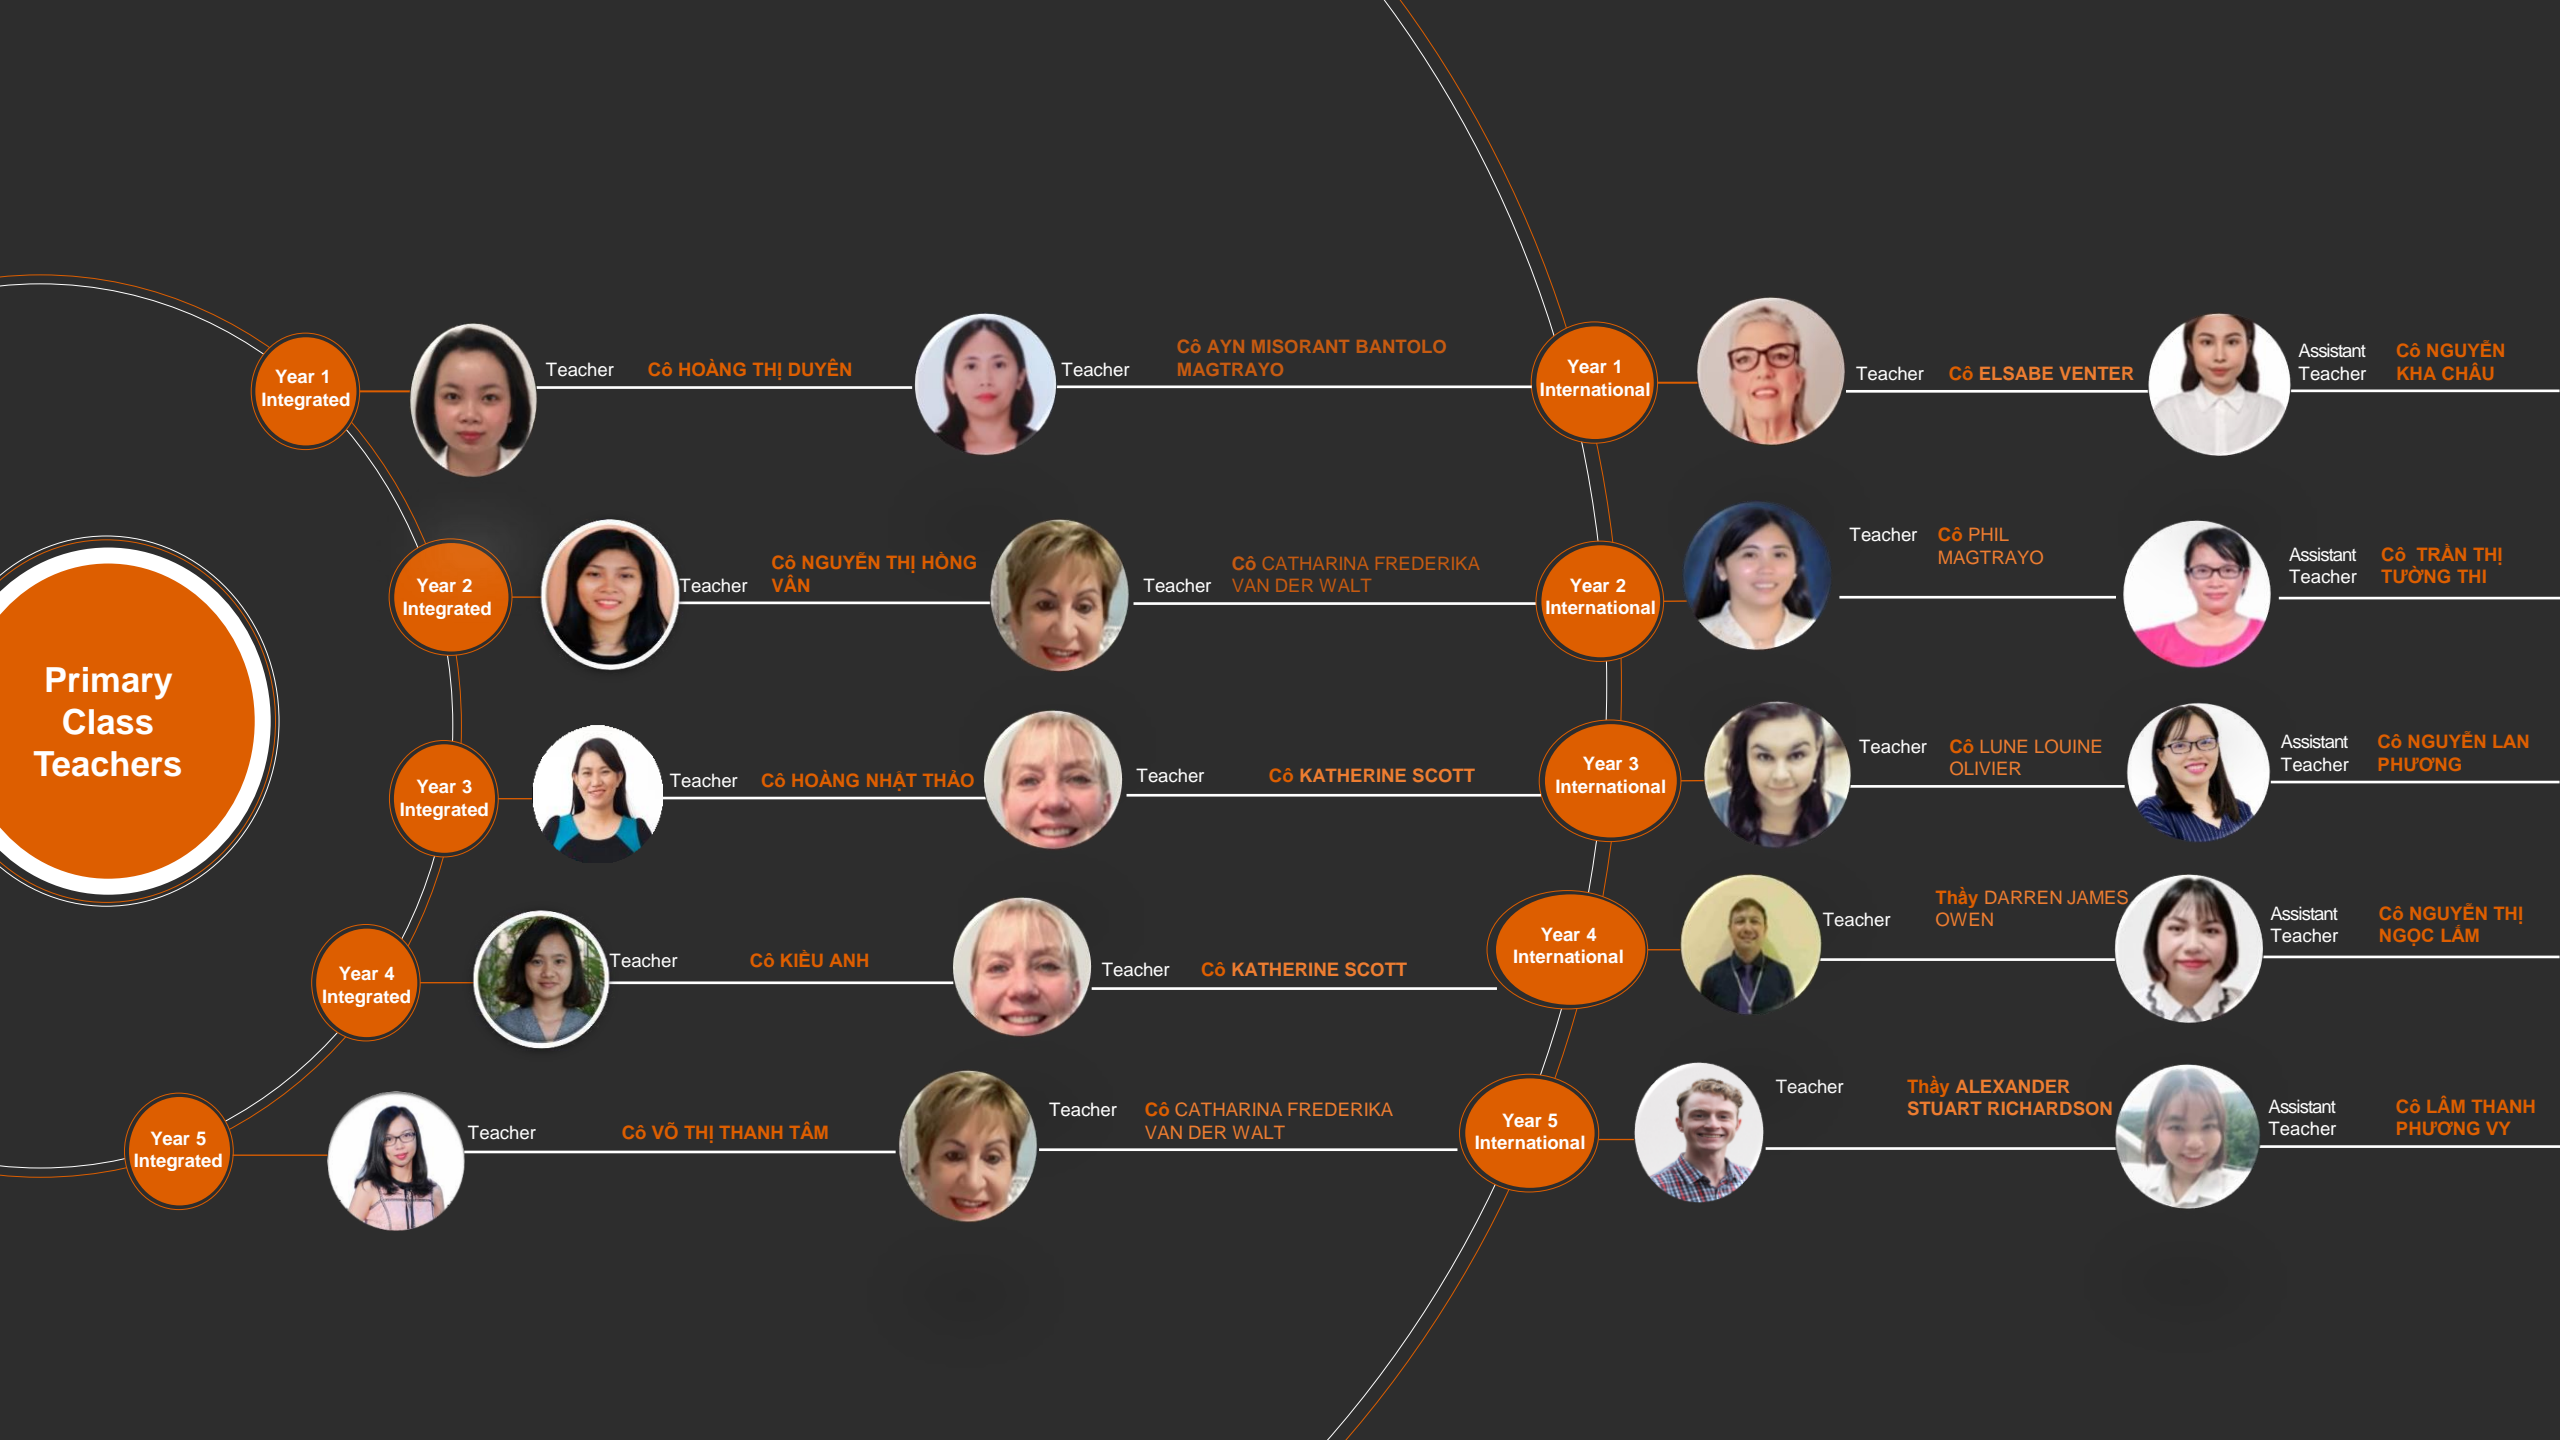 Primary
Class
Teachers
Year 1
Integrated
Teacher
Cô HOÀNG THỊ DUYÊN
Teacher
Cô AYN MISORANT BANTOLO
MAGTRAYO
Year 1
International
Teacher
Cô ELSABE VENTER
Assistant
Teacher
Cô NGUYỄN
KHA CHÂU
Year 2
Integrated
Teacher
Cô NGUYỄN THỊ HỒNG
VÂN
Teacher
Cô CATHARINA FREDERIKA
VAN DER WALT
Year 2
International
Teacher
Cô PHIL
MAGTRAYO
Assistant
Teacher
Cô TRẦN THỊ
TƯỜNG THI
Year 3
Integrated
Teacher
Cô HOÀNG NHẬT THẢO
Teacher
Cô KATHERINE SCOTT
Year 3
International
Teacher
Cô LUNE LOUINE
OLIVIER
Assistant
Teacher
Cô NGUYỄN LAN
PHƯƠNG
Year 4
Integrated
Teacher
Cô KIỀU ANH
Teacher
Cô KATHERINE SCOTT
Year 4
International
Teacher
Thầy DARREN JAMES
OWEN
Assistant
Teacher
Cô NGUYỄN THỊ
NGỌC LẮM
Year 5
Integrated
Teacher
Cô VÕ THỊ THANH TÂM
Teacher
Cô CATHARINA FREDERIKA
VAN DER WALT
Year 5
International
Teacher
Thầy ALEXANDER
STUART RICHARDSON
Assistant
Teacher
Cô LÂM THANH
PHƯƠNG VY